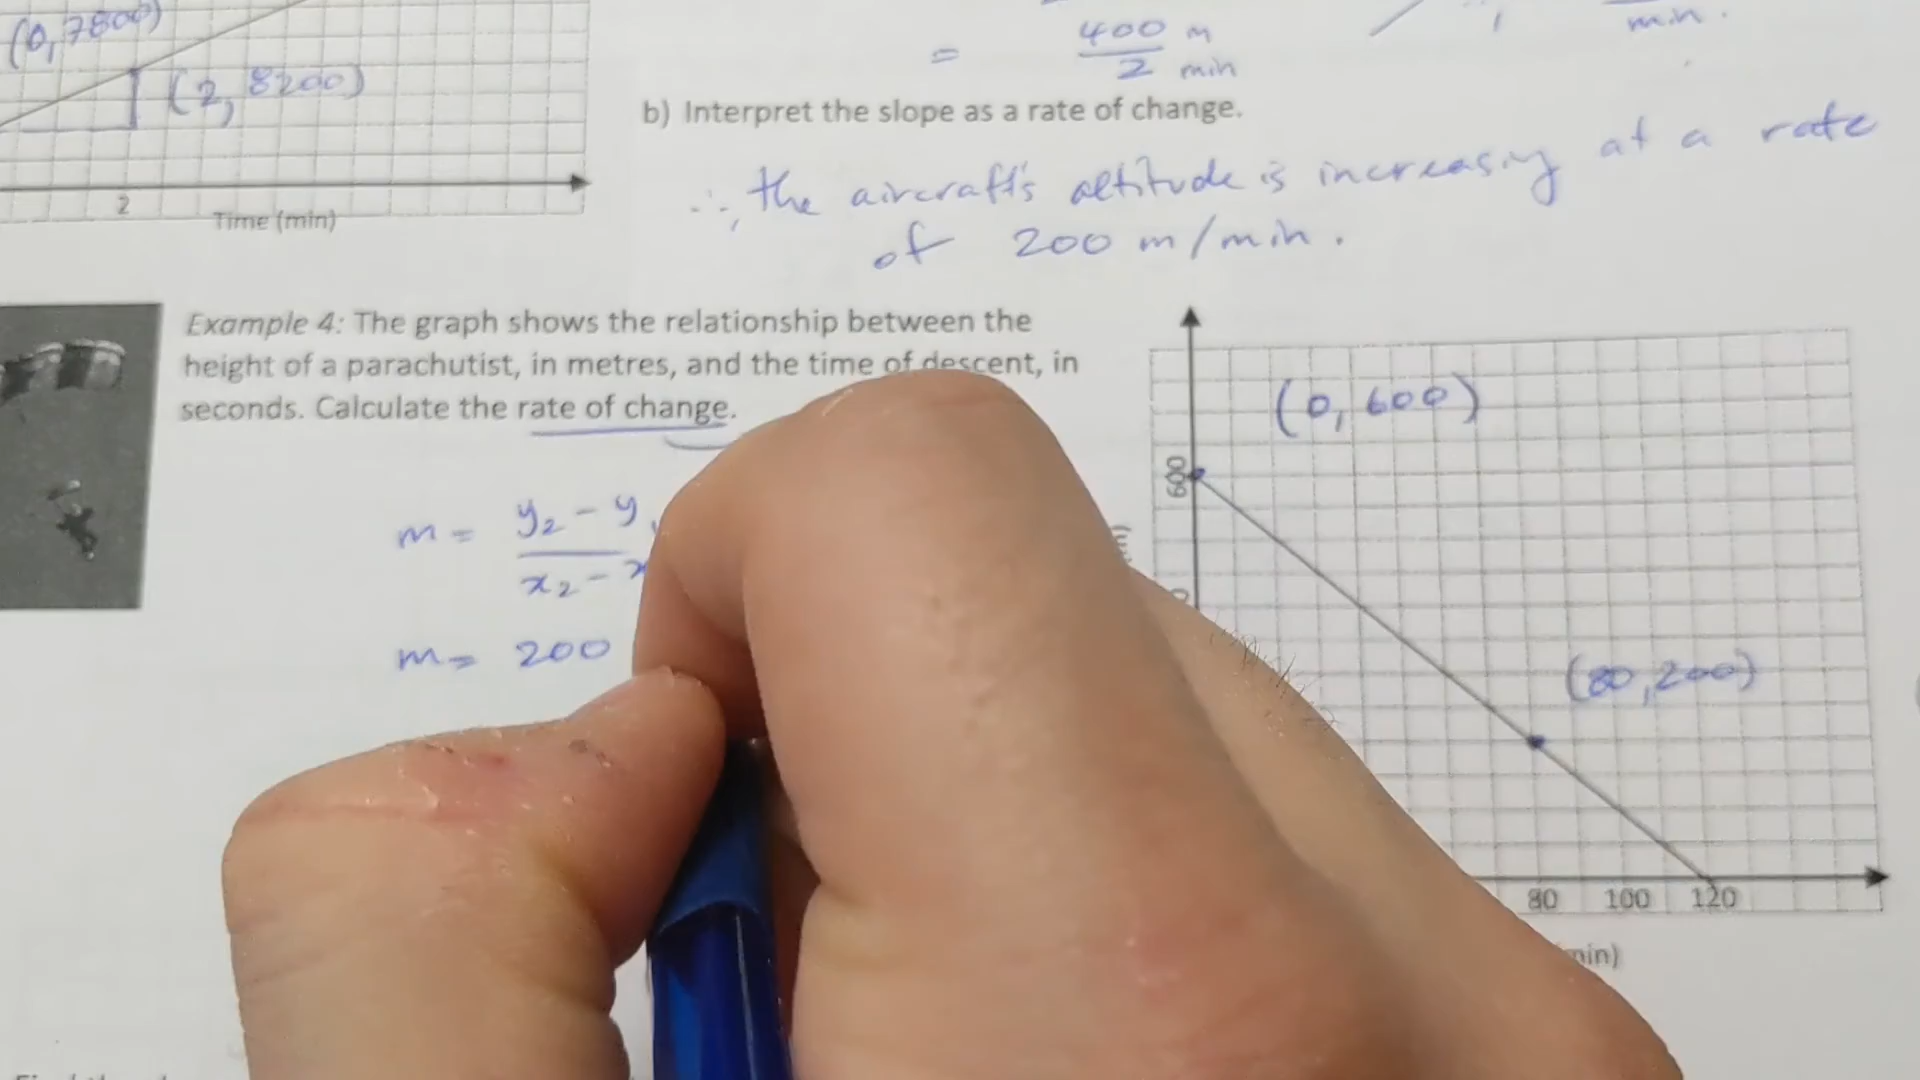 (0,7800)
(2, 8200)
2
Time (min)
= 400 m
2 min
min.
b) Interpret the slope as a rate of change.
∴, the aircraft's altitude is increasing at a rate
of 200 m/min.
Example 4: The graph shows the relationship between the
height of a parachutist, in metres, and the time of descent, in
seconds. Calculate the rate of change.
m = y2 - y
x2 - x
m = 200
(0, 600)
600
(80,200)
80 100 120